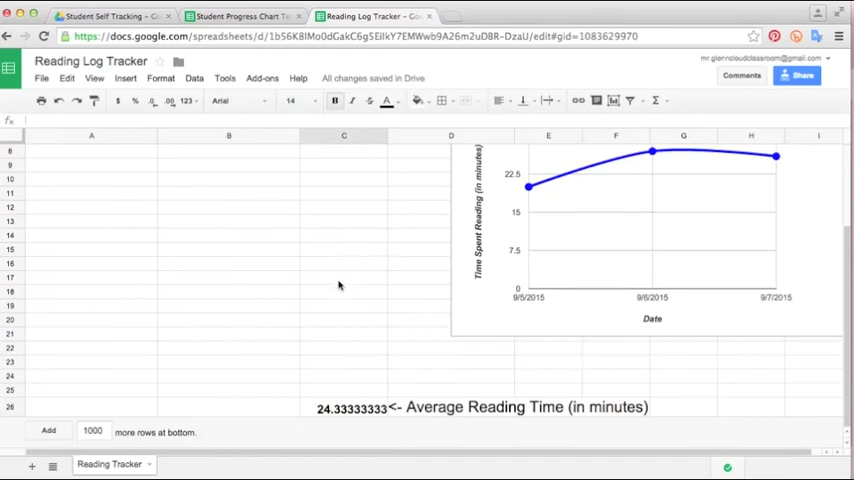 Student Self Tracking – Go
Student Progress Chart Ten
Reading Log Tracker – Goo
https://docs.google.com/spreadsheets/d/1b56K8IMo0dGakC6g5EilkY7EMWwb9A26m2uD8R-DzaU/edit#gid=1083629970
Reading Log Tracker
mr.glenncloudclassroom@gmail.com
File Edit View Insert Format Data Tools Add-ons Help All changes saved in Drive
Comments
Share
$ % .0 .00 123 Arial 14 B I S A
fx
A B C D E F G H I
8
9
10
11
12
13
14
15
16
17
18
19
20
21
22
23
24
25
26
Time Spent Reading (in minutes)
22.5
15
7.5
0
9/5/2015 9/6/2015 9/7/2015
Date
24.33333333 <- Average Reading Time (in minutes)
Add 1000 more rows at bottom.
Reading Tracker